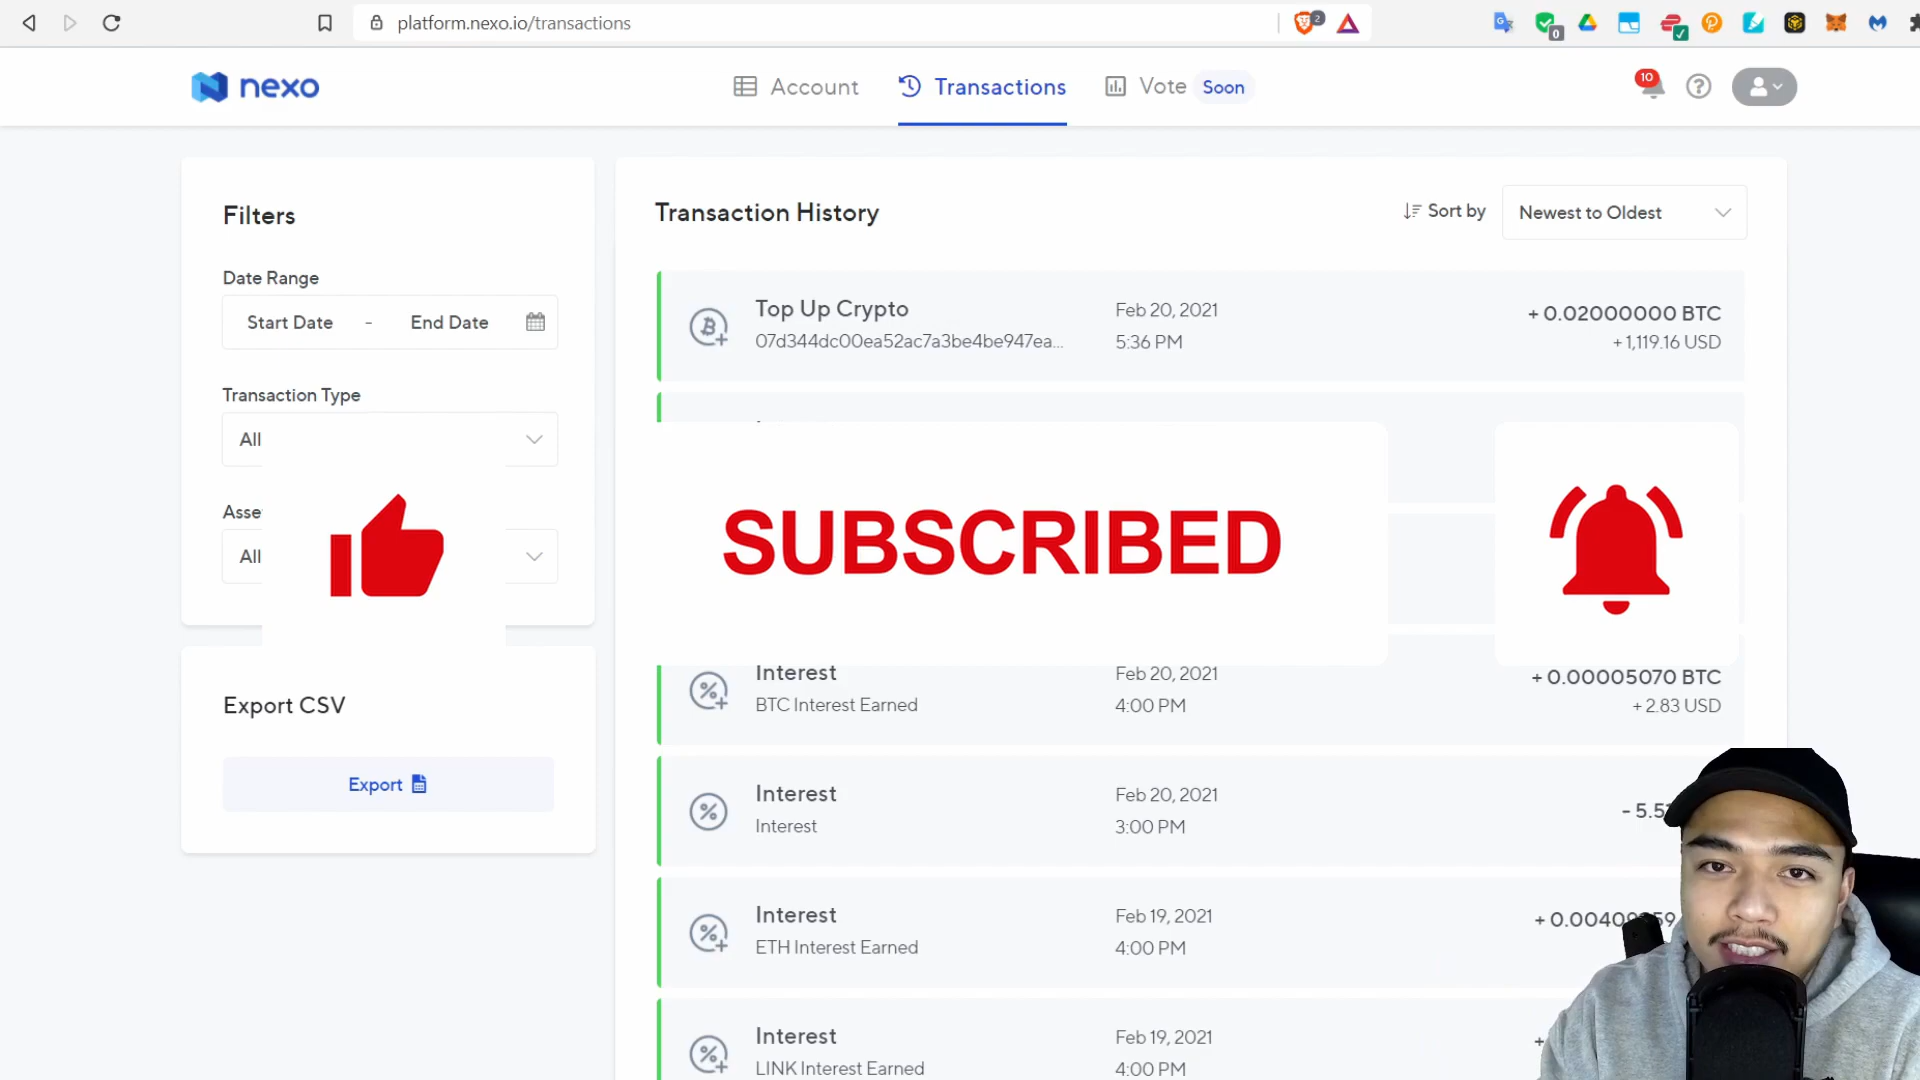 platform.nexo.io/transactions
2
0
nexo
Account
Transactions
Vote
Soon
10
Filters
Date Range
Start Date - End Date
Transaction Type
All
Asse
All
Export CSV
Export
Transaction History
Sort by
Newest to Oldest
Top Up Crypto
07d344dc00ea52ac7a3be4be947ea...
Feb 20, 2021
5:36 PM
+ 0.02000000 BTC
+ 1,119.16 USD
SUBSCRIBED
Interest
BTC Interest Earned
Feb 20, 2021
4:00 PM
+ 0.00005070 BTC
+ 2.83 USD
Interest
Interest
Feb 20, 2021
3:00 PM
- 5.5
Interest
ETH Interest Earned
Feb 19, 2021
4:00 PM
Interest
LINK Interest Earned
Feb 19, 2021
4:00 PM
+